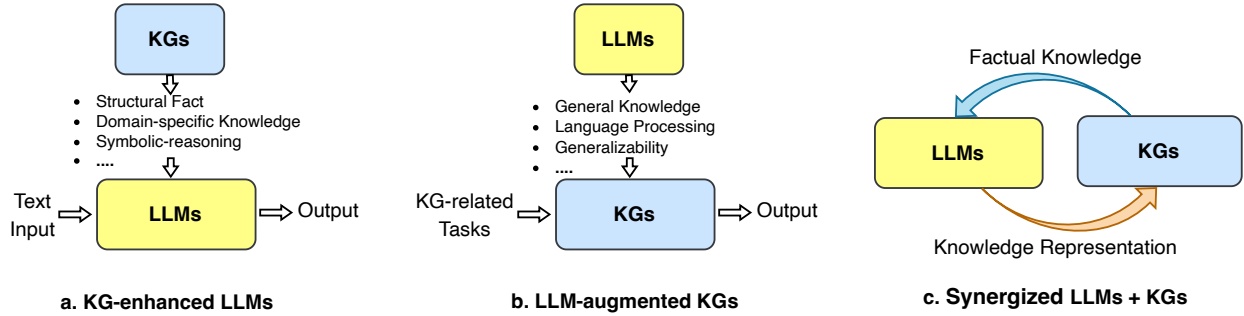 KGs
• Structural Fact
• Domain-specific Knowledge
• Symbolic-reasoning
• ....
Text
Input
LLMs
Output
a. KG-enhanced LLMs
LLMs
• General Knowledge
• Language Processing
• Generalizability
• ....
KG-related
Tasks
KGs
Output
b. LLM-augmented KGs
Factual Knowledge
LLMs
KGs
Knowledge Representation
c. Synergized LLMs + KGs